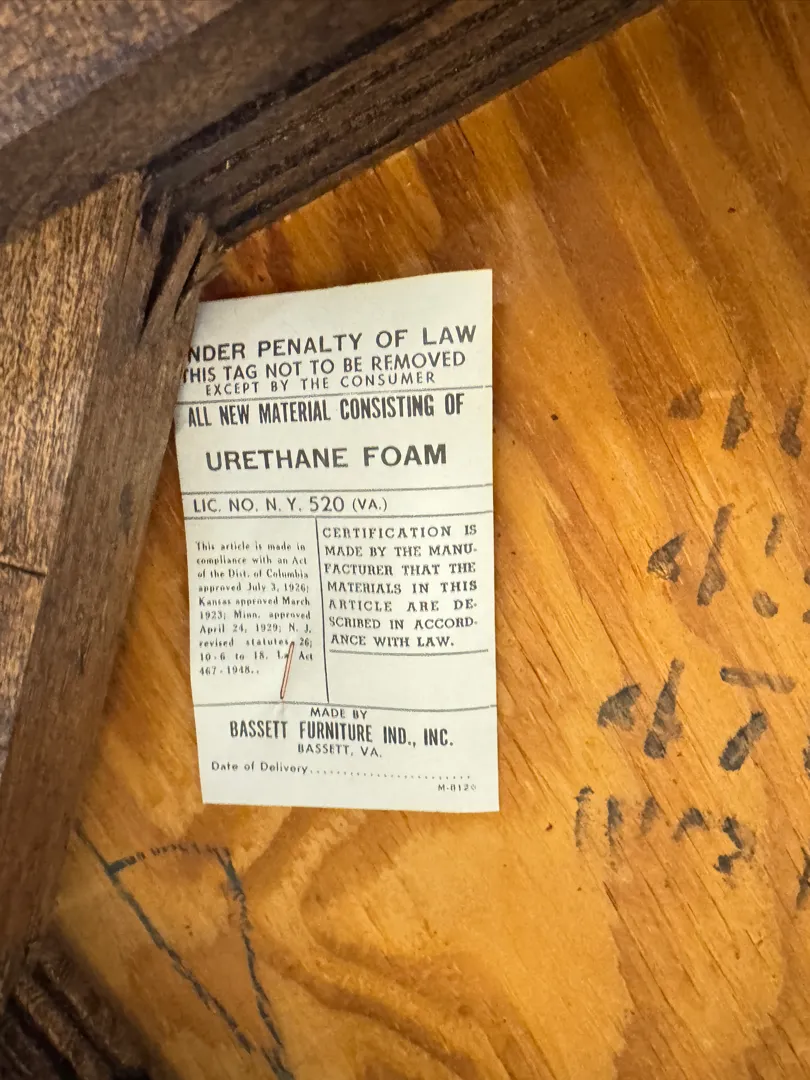 NDER PENALTY OF LAW
THIS TAG NOT TO BE REMOVED
EXCEPT BY THE CONSUMER
ALL NEW MATERIAL CONSISTING OF
URETHANE FOAM
LIC. NO. N. Y. 520 (VA.)
This article is made in
compliance with an Act
of the Dist. of Columbia
approved July 3, 1926;
Kansas approved March
1923; Minn. approved
April 24, 1929; N. J.
revised statutes 26;
10-6 to 18. La. Act
467-1948..
CERTIFICATION IS
MADE BY THE MANU-
FACTURER THAT THE
MATERIALS IN THIS
ARTICLE ARE DE-
SCRIBED IN ACCORD-
ANCE WITH LAW.
MADE BY
BASSETT FURNITURE IND., INC.
BASSETT, VA.
Date of Delivery